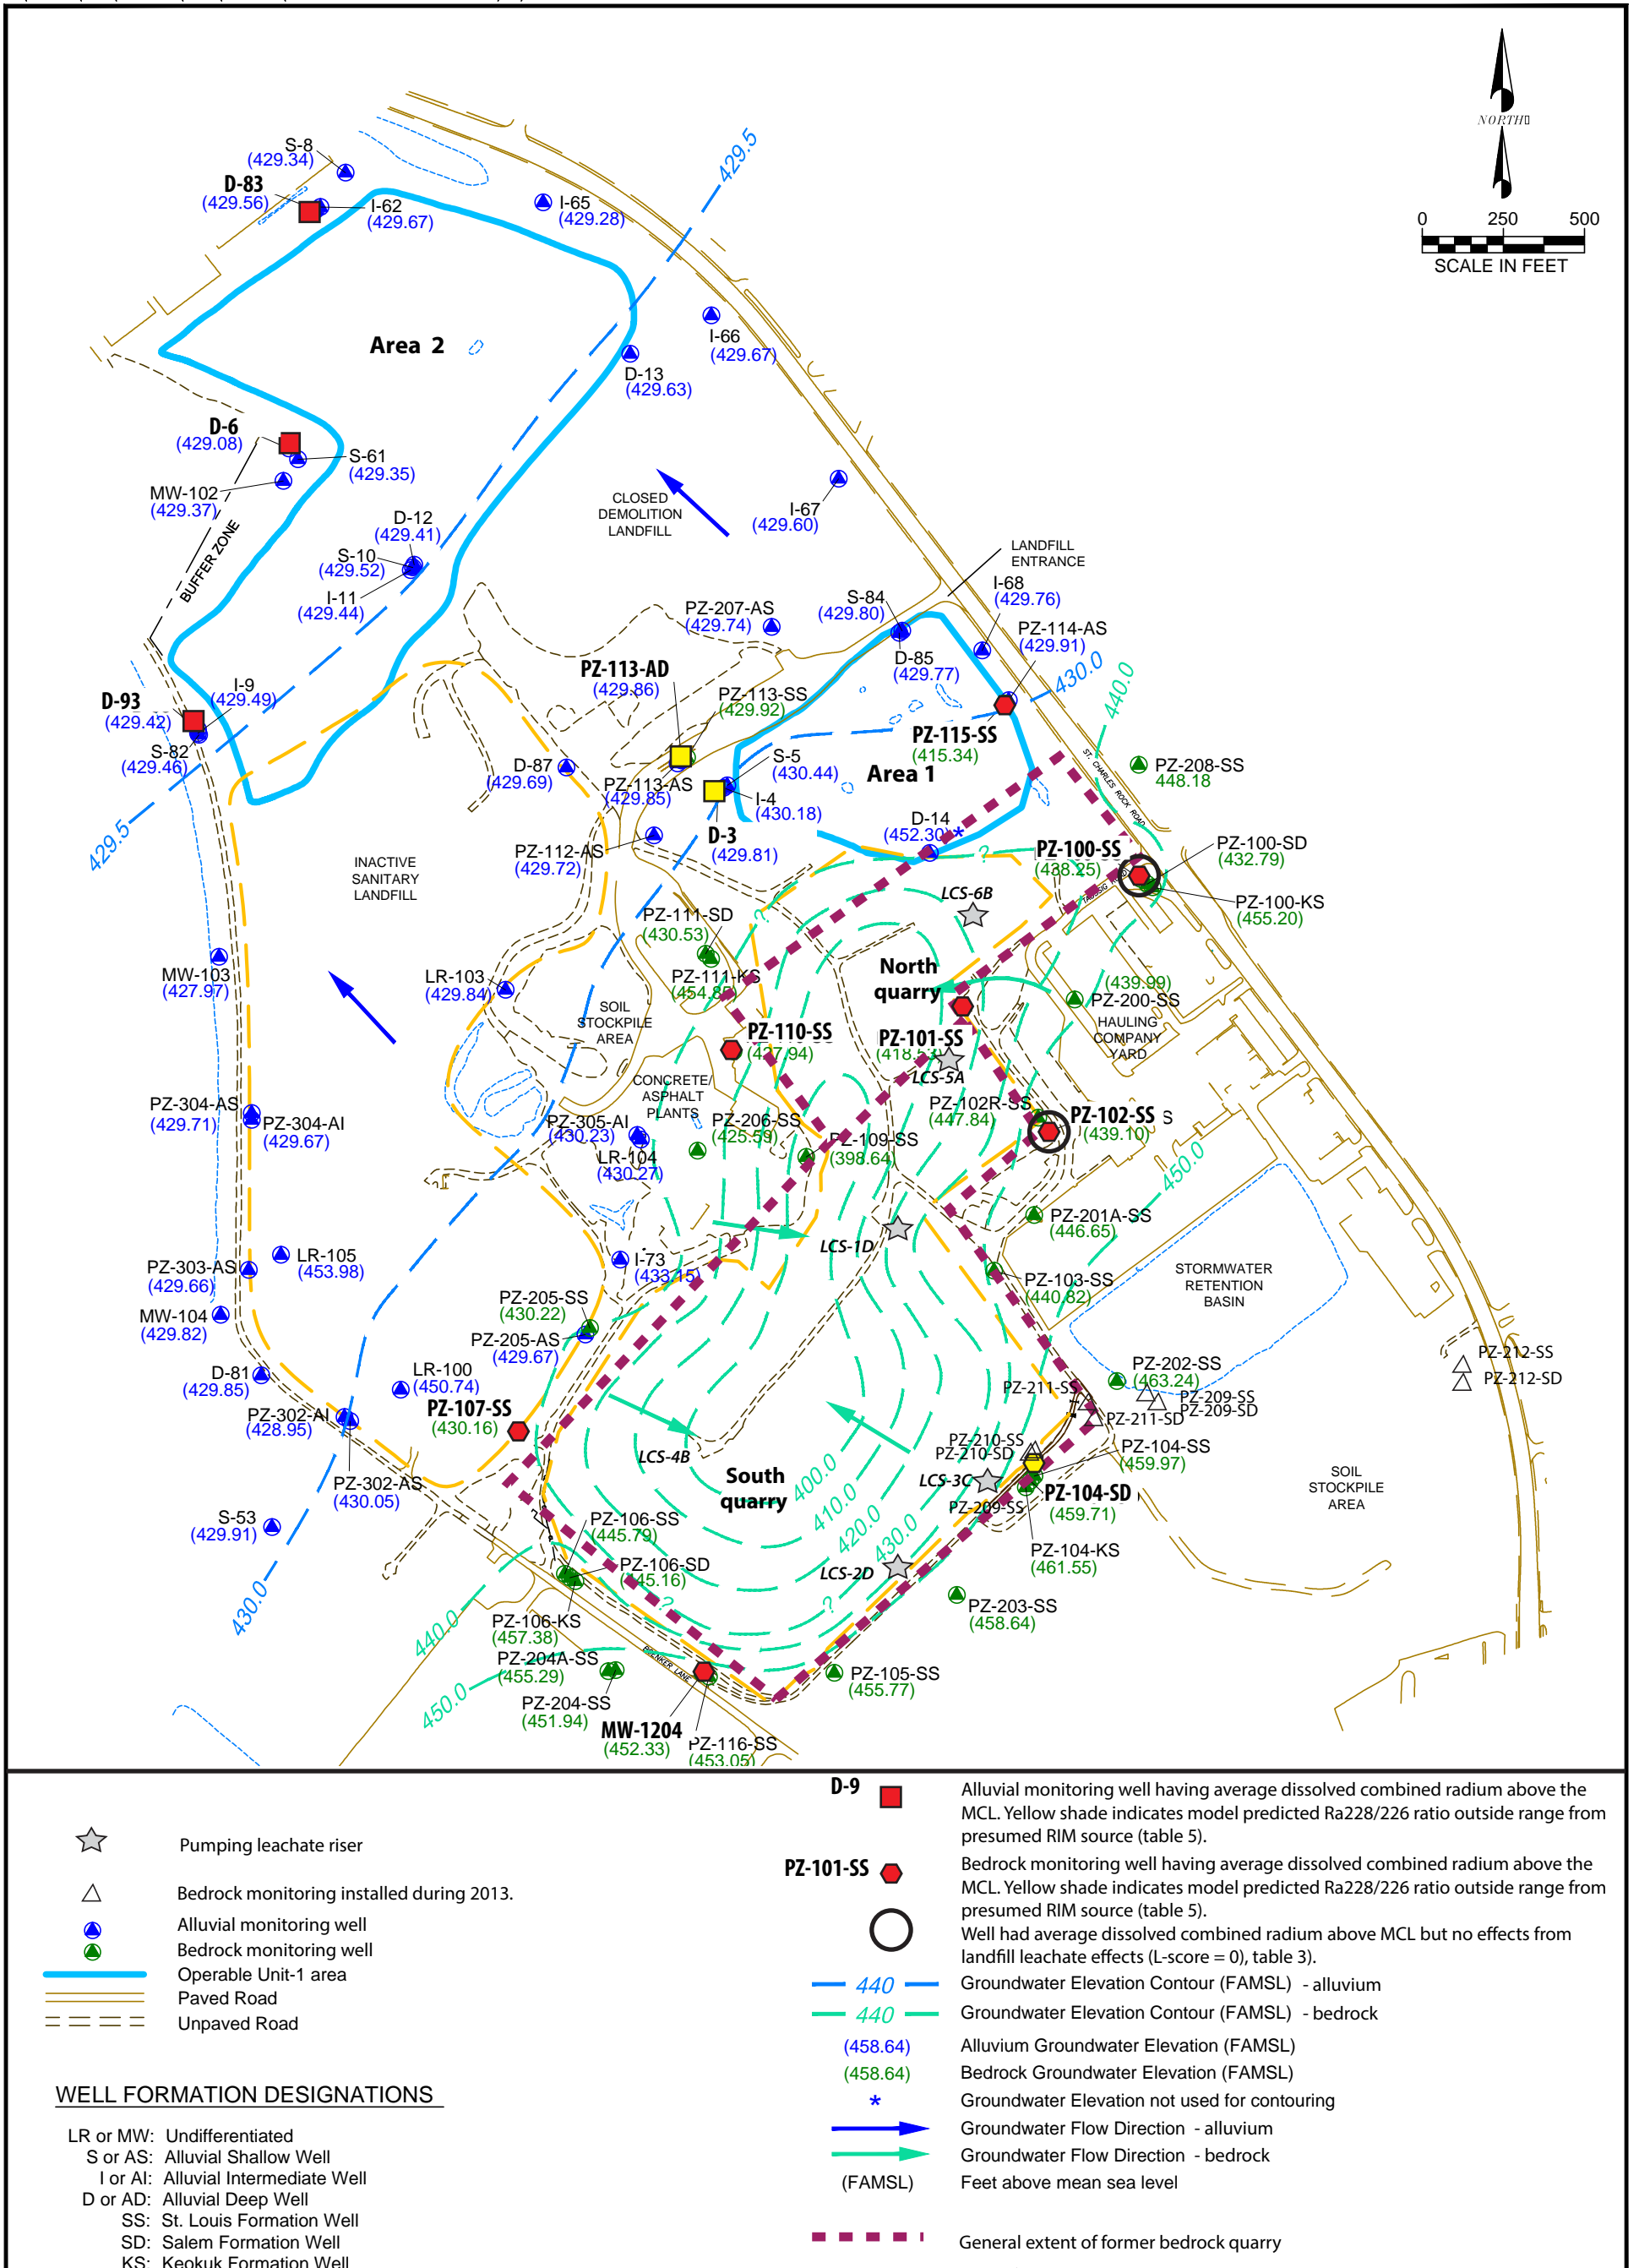 NORTH
0 250 500
SCALE IN FEET
429.5
S-8
(429.34)
D-83
(429.56)
I-62
(429.67)
I-65
(429.28)
I-66
(429.67)
D-13
(429.63)
Area 2
D-6
(429.08)
S-61
(429.35)
MW-102
(429.37)
BUFFER ZONE
D-12
(429.41)
S-10
(429.52)
I-11
(429.44)
CLOSED
DEMOLITION
LANDFILL
I-67
(429.60)
LANDFILL
ENTRANCE
I-68
(429.76)
S-84
(429.80)
PZ-207-AS
(429.74)
PZ-114-AS
(429.91)
D-85
(429.77)
430.0
440.0
PZ-113-AD
(429.86)
PZ-113-SS
(429.92)
I-9
(429.49)
D-93
(429.42)
S-82
(429.46)
429.5
PZ-115-SS
(415.34)
ST. CHARLES ROCK ROAD
PZ-208-SS
448.18
D-87
(429.69)
PZ-113-AS
(429.85)
S-5
(430.44)
I-4
(430.18)
Area 1
D-3
(429.81)
D-14
(452.30)*
PZ-112-AS
(429.72)
PZ-100-SS
(438.25)
PZ-100-SD
(432.79)
PZ-100-KS
(455.20)
INACTIVE
SANITARY
LANDFILL
?
?
LCS-6B
PZ-111-SD
(430.53)
PZ-111-KS
MW-103
(427.97)
LR-103
(429.84)
North
quarry
(439.99)
PZ-200-SS
HAULING
COMPANY
YARD
SOIL
STOCKPILE
AREA
PZ-110-SS
(427.94)
PZ-101-SS
LCS-5A
CONCRETE/
ASPHALT
PLANTS
PZ-304-AS
(429.71)
PZ-304-AI
(429.67)
PZ-305-AI
(430.23)
LR-104
(430.27)
PZ-206-SS
(425.59)
PZ-109-SS
(398.64)
PZ-102R-SS
(447.84)
PZ-102-SS
(439.10)
450.0
PZ-201A-SS
(446.65)
LCS-1D
PZ-303-AS
(429.66)
LR-105
(453.98)
I-73
(433.15)
PZ-103-SS
(440.82)
STORMWATER
RETENTION
BASIN
MW-104
(429.82)
PZ-205-SS
(430.22)
PZ-205-AS
(429.67)
PZ-212-SS
PZ-212-SD
D-81
(429.85)
LR-100
(450.74)
PZ-202-SS
(463.24)
PZ-211-SS
PZ-209-SS
PZ-209-SD
PZ-211-SD
PZ-302-AI
(428.95)
PZ-107-SS
(430.16)
PZ-210-SS
PZ-210-SD
PZ-104-SS
(459.97)
LCS-4B
South
quarry
400.0
410.0
420.0
430.0
LCS-3C
PZ-209-SS
PZ-104-SD
(459.71)
SOIL
STOCKPILE
AREA
PZ-302-AS
(430.05)
S-53
(429.91)
PZ-106-SS
(445.79)
PZ-104-KS
(461.55)
PZ-106-SD
(445.16)
LCS-2D
PZ-203-SS
(458.64)
?
?
430.0
440.0
450.0
PZ-106-KS
(457.38)
PZ-204A-SS
(455.29)
BOENKER LANE
PZ-105-SS
(455.77)
PZ-204-SS
(451.94)
MW-1204
(452.33)
PZ-116-SS
(453.05)
Pumping leachate riser
Bedrock monitoring installed during 2013.
Alluvial monitoring well
Bedrock monitoring well
Operable Unit-1 area
Paved Road
Unpaved Road
WELL FORMATION DESIGNATIONS
LR or MW: Undifferentiated
S or AS: Alluvial Shallow Well
I or AI: Alluvial Intermediate Well
D or AD: Alluvial Deep Well
SS: St. Louis Formation Well
SD: Salem Formation Well
KS: Keokuk Formation Well
D-9
Alluvial monitoring well having average dissolved combined radium above the
MCL. Yellow shade indicates model predicted Ra228/226 ratio outside range from
presumed RIM source (table 5).
PZ-101-SS
Bedrock monitoring well having average dissolved combined radium above the
MCL. Yellow shade indicates model predicted Ra228/226 ratio outside range from
presumed RIM source (table 5).
Well had average dissolved combined radium above MCL but no effects from
landfill leachate effects (L-score = 0), table 3).
440 Groundwater Elevation Contour (FAMSL) - alluvium
440 Groundwater Elevation Contour (FAMSL) - bedrock
(458.64) Alluvium Groundwater Elevation (FAMSL)
(458.64) Bedrock Groundwater Elevation (FAMSL)
* Groundwater Elevation not used for contouring
Groundwater Flow Direction - alluvium
Groundwater Flow Direction - bedrock
(FAMSL) Feet above mean sea level
General extent of former bedrock quarry